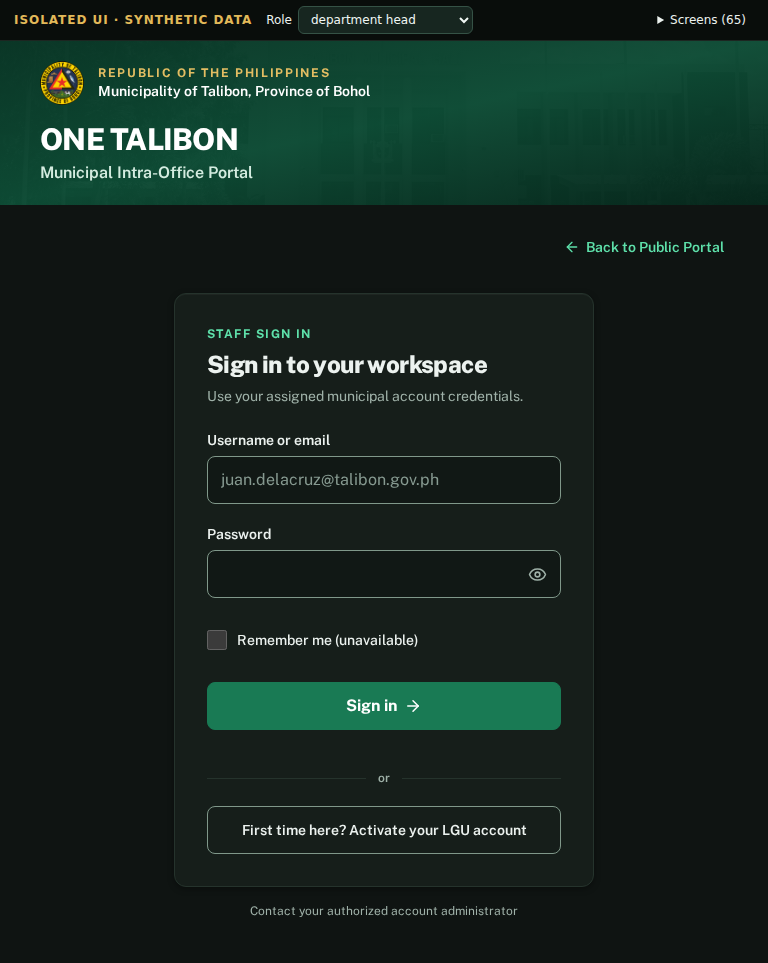 ISOLATED UI · SYNTHETIC DATA Role department head Screens (65)
REPUBLIC OF THE PHILIPPINES
Municipality of Talibon, Province of Bohol
ONE TALIBON
Municipal Intra-Office Portal
Back to Public Portal
STAFF SIGN IN
Sign in to your workspace
Use your assigned municipal account credentials.
Username or email
juan.delacruz@talibon.gov.ph
Password
Remember me (unavailable)
Sign in
or
First time here? Activate your LGU account
Contact your authorized account administrator